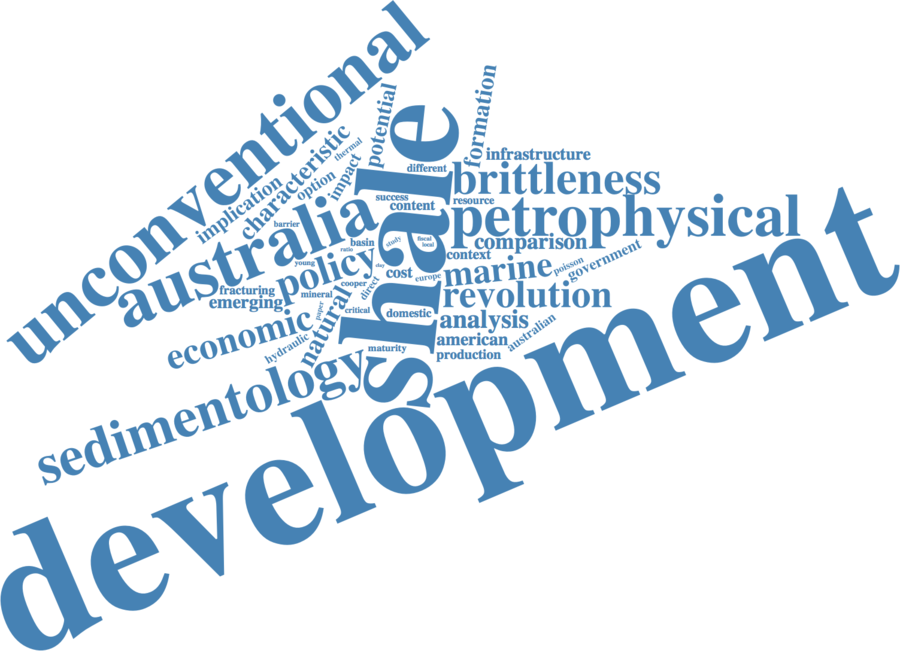 unconventional
potential
formation
shale
characteristic
thermal
implication
option
impact
different
infrastructure
brittleness
success
content
resource
petrophysical
australia
barrier
basin
study
fiscal
local
comparison
ratio
context
policy
young
day
cost
europe
marine
poisson
government
fracturing
emerging
mineral
cooper
direct
revolution
economic
paper
natural
critical
domestic
analysis
australian
hydraulic
maturity
american
production
sedimentology
development